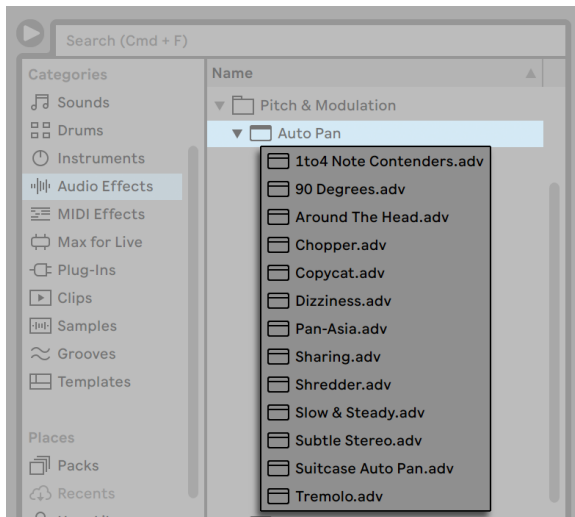 Search (Cmd + F)
Categories
Sounds
Drums
Instruments
Audio Effects
MIDI Effects
Max for Live
Plug-Ins
Clips
Samples
Grooves
Templates
Places
Packs
Recents
Name
Pitch & Modulation
Auto Pan
1to4 Note Contenders.adv
90 Degrees.adv
Around The Head.adv
Chopper.adv
Copycat.adv
Dizziness.adv
Pan-Asia.adv
Sharing.adv
Shredder.adv
Slow & Steady.adv
Subtle Stereo.adv
Suitcase Auto Pan.adv
Tremolo.adv